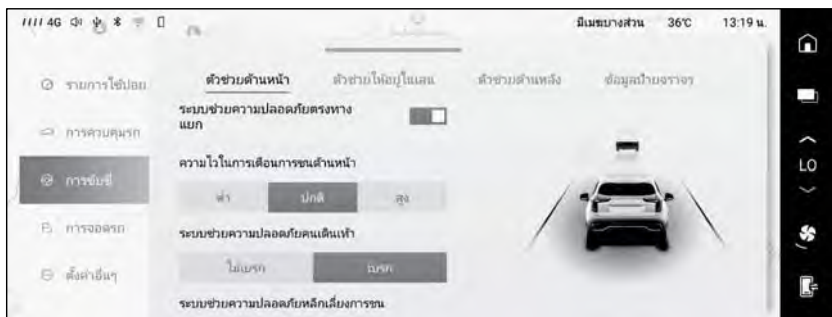 4G มีเมฆบางส่วน 36°C 13:19 น.
รายการใช้บ่อย
การควบคุมรถ
การขับขี่
การจอดรถ
ตั้งค่าอื่นๆ
ตัวช่วยด้านหน้า ตัวช่วยให้อยู่ในเลน ตัวช่วยด้านหลัง ข้อมูลป้ายจราจร
ระบบช่วยความปลอดภัยตรงทาง
แยก
ความไวในการเตือนการชนด้านหน้า
ต่ำ ปกติ สูง
ระบบช่วยความปลอดภัยคนเดินเท้า
ไม่เบรก เบรก
ระบบช่วยความปลอดภัยหลีกเลี่ยงการชน
LO